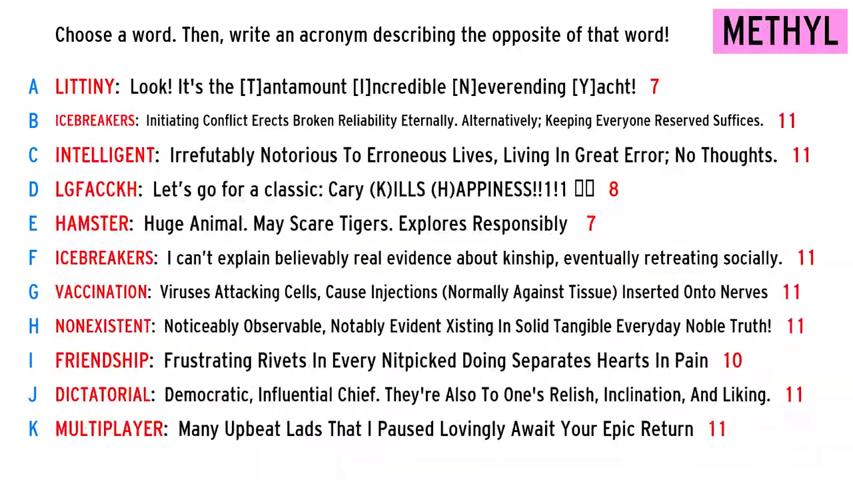 Choose a word. Then, write an acronym describing the opposite of that word!
METHYL
A LITTINY: Look! It's the [T]antamount [I]ncredible [N]everending [Y]acht! 7
B ICEBREAKERS: Initiating Conflict Erects Broken Reliability Eternally. Alternatively; Keeping Everyone Reserved Suffices. 11
C INTELLIGENT: Irrefutably Notorious To Erroneous Lives, Living In Great Error; No Thoughts. 11
D LGFACCKH: Let's go for a classic: Cary (K)ILLS (H)APPINESS!!1!1 8
E HAMSTER: Huge Animal. May Scare Tigers. Explores Responsibly 7
F ICEBREAKERS: I can't explain believably real evidence about kinship, eventually retreating socially. 11
G VACCINATION: Viruses Attacking Cells, Cause Injections (Normally Against Tissue) Inserted Onto Nerves 11
H NONEXISTENT: Noticeably Observable, Notably Evident Xisting In Solid Tangible Everyday Noble Truth! 11
I FRIENDSHIP: Frustrating Rivets In Every Nitpicked Doing Separates Hearts In Pain 10
J DICTATORIAL: Democratic, Influential Chief. They're Also To One's Relish, Inclination, And Liking. 11
K MULTIPLAYER: Many Upbeat Lads That I Paused Lovingly Await Your Epic Return 11